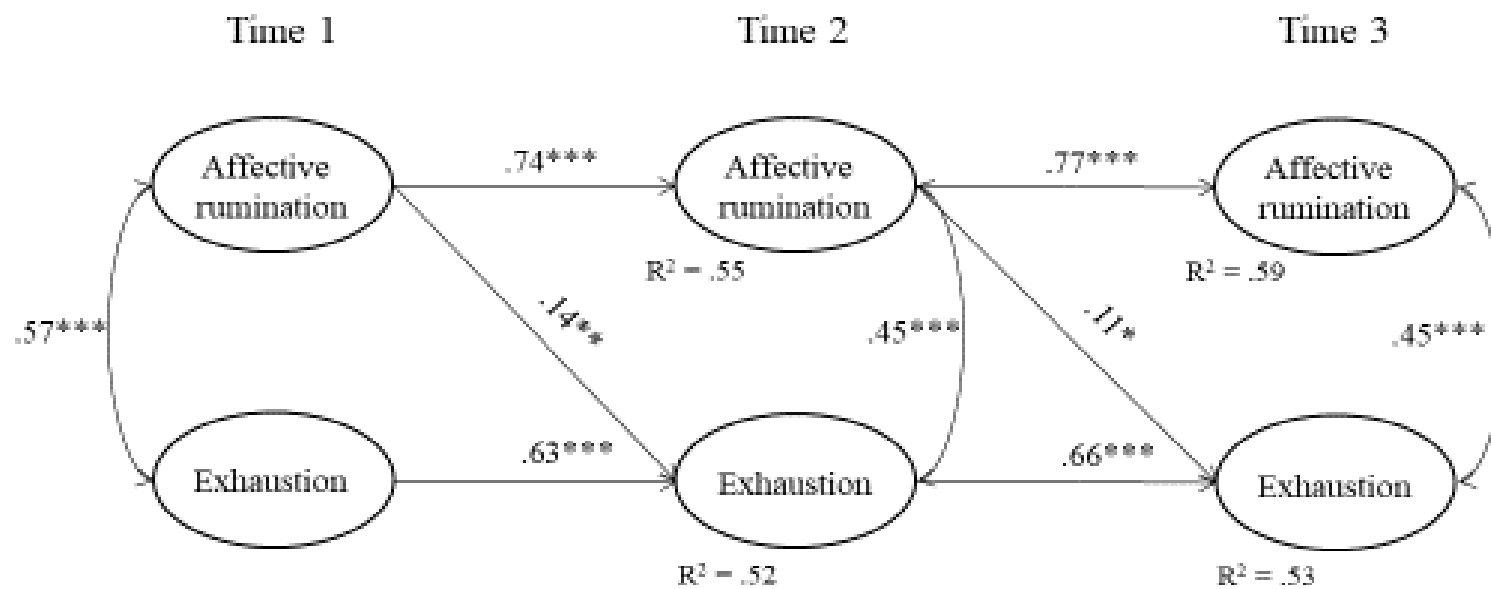 Time 1
Time 2
Time 3
Affective
rumination
.74***
Affective
rumination
.77***
Affective
rumination
R² = .55
R² = .59
.57***
.14**
.45***
.11*
.45***
Exhaustion
.63***
Exhaustion
.66***
Exhaustion
R² = .52
R² = .53